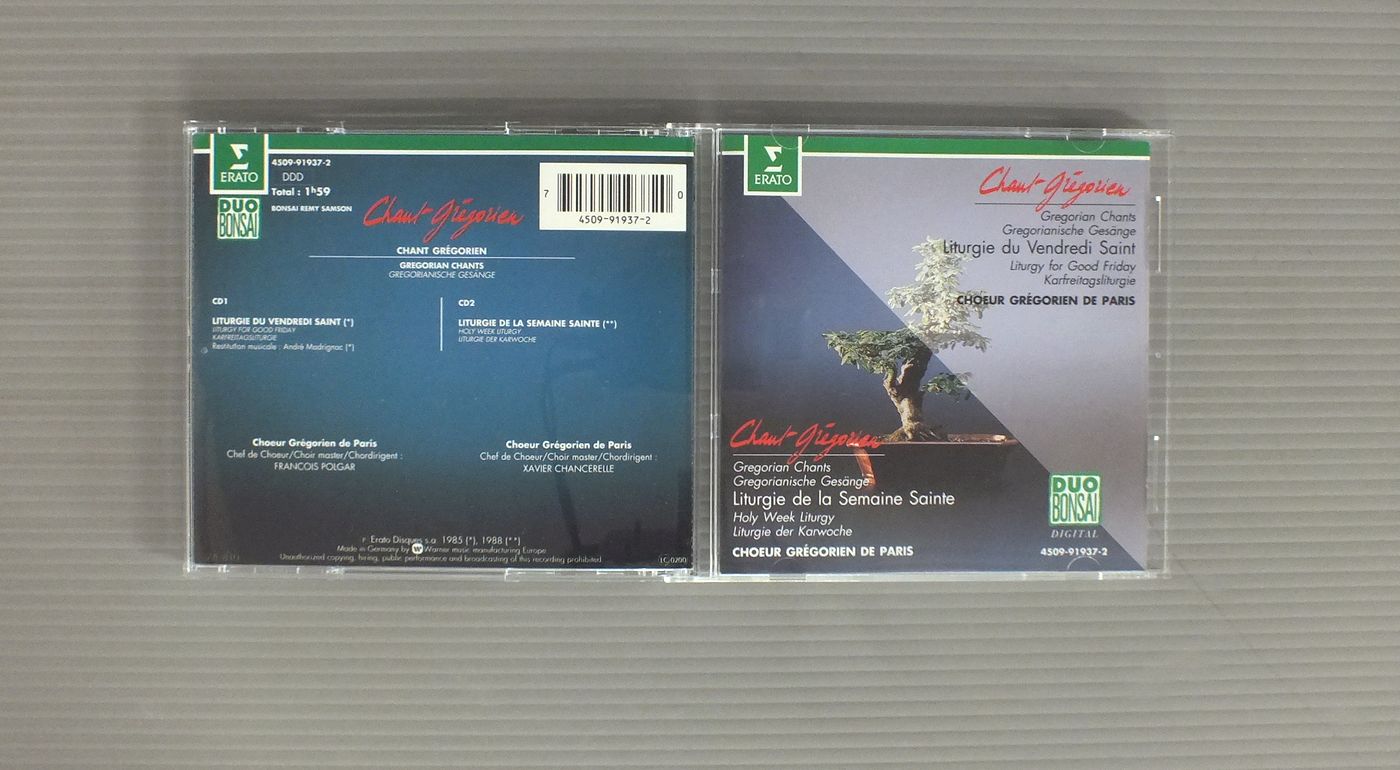 ERATO
4509-91937-2
DDD
Total : 1h59
BONSAI REMY SAMSON
DUO
BONSAI
Chant Grégorien
7
0
4509-91937-2
CHANT GRÉGORIEN
GREGORIAN CHANTS
GREGORIANISCHE GESÄNGE
CD1
LITURGIE DU VENDREDI SAINT (*)
LITURGY FOR GOOD FRIDAY
KARFREITAGSLITURGIE
Restitution musicale : André Madrignac (*)
CD2
LITURGIE DE LA SEMAINE SAINTE (**)
HOLY WEEK LITURGY
LITURGIE DER KARWOCHE
Choeur Grégorien de Paris
Chef de Choeur/Choir master/Chordirigent :
FRANCOIS POLGAR
Choeur Grégorien de Paris
Chef de Choeur/Choir master/Chordirigent :
XAVIER CHANCERELLE
Erato Disques s.a. 1985 (*), 1988 (**)
Made in Germany by Warner music manufacturing Europe
Unauthorized copying, hiring, public performance and broadcasting of this recording prohibited
LC 0200
ERATO
Chant Grégorien
Gregorian Chants
Gregorianische Gesänge
Liturgie du Vendredi Saint
Liturgy for Good Friday
Karfreitagsliturgie
CHOEUR GRÉGORIEN DE PARIS
Chant Grégorien
Gregorian Chants
Gregorianische Gesänge
Liturgie de la Semaine Sainte
Holy Week Liturgy
Liturgie der Karwoche
CHOEUR GRÉGORIEN DE PARIS
DUO
BONSAI
DIGITAL
4509-91937-2